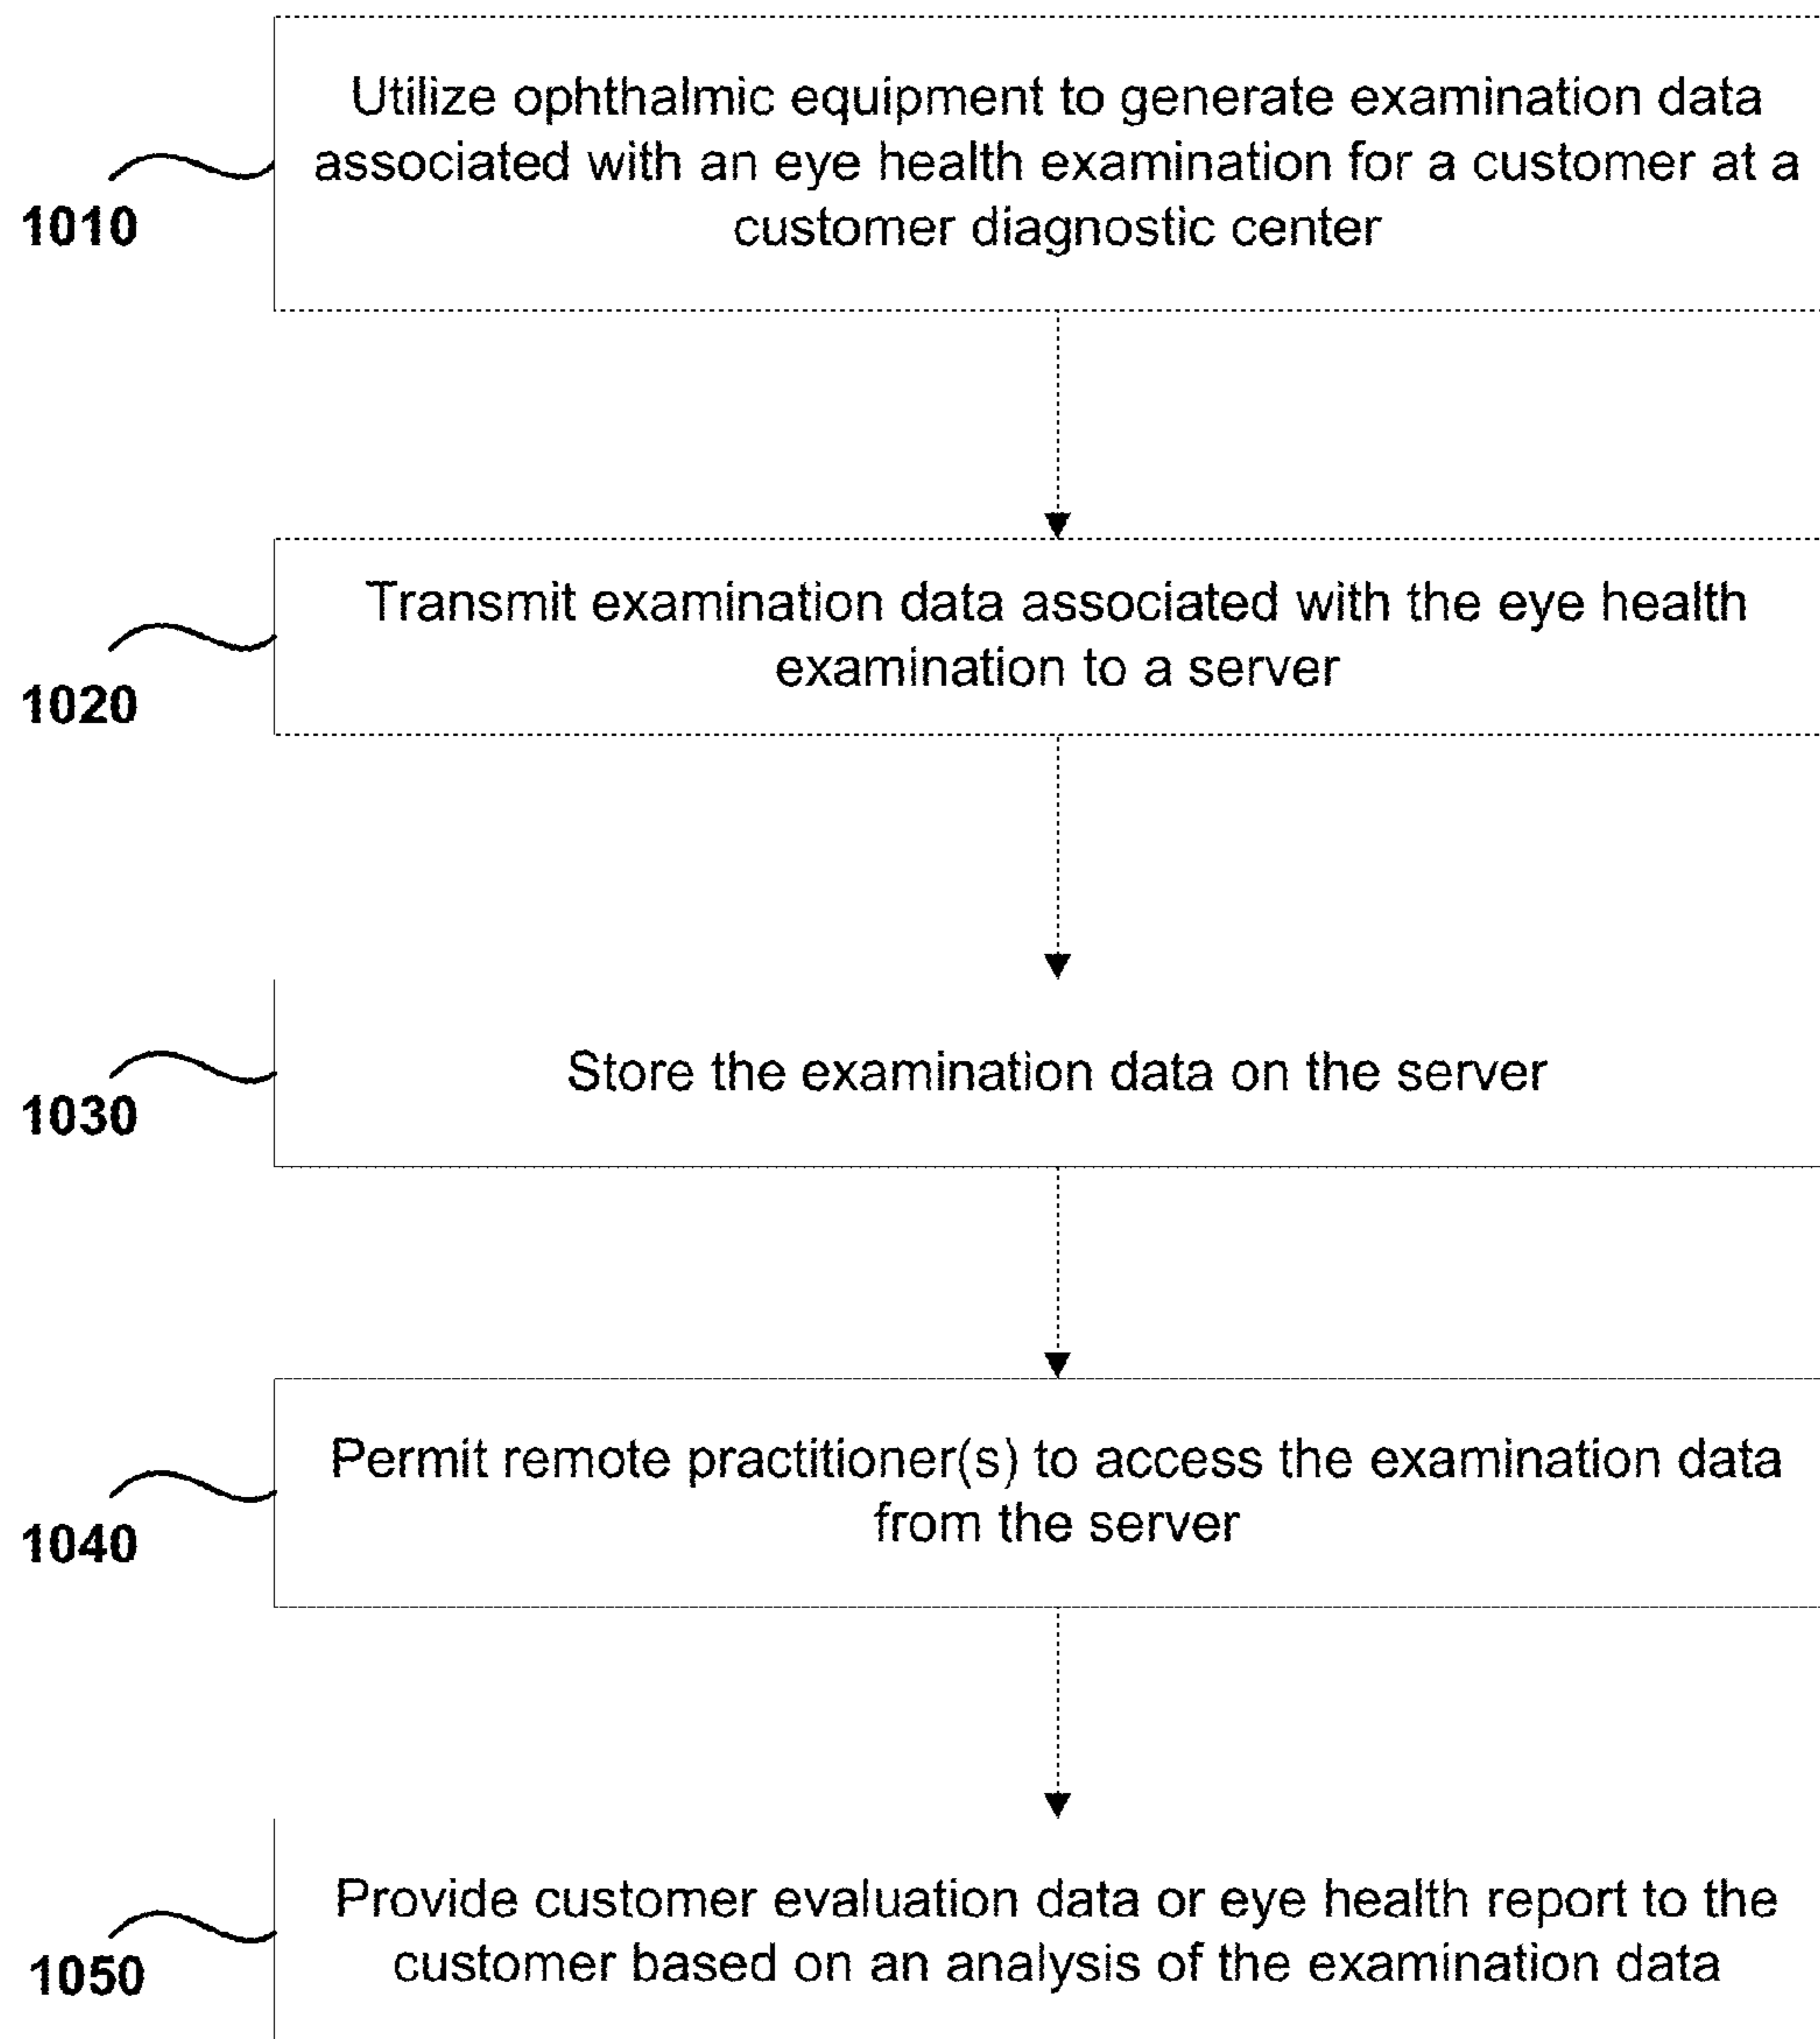 Utilize ophthalmic equipment to generate examination data
associated with an eye health examination for a customer at a
customer diagnostic center
1010
Transmit examination data associated with the eye health
examination to a server
1020
Store the examination data on the server
1030
Permit remote practitioner(s) to access the examination data
from the server
1040
Provide customer evaluation data or eye health report to the
customer based on an analysis of the examination data
1050